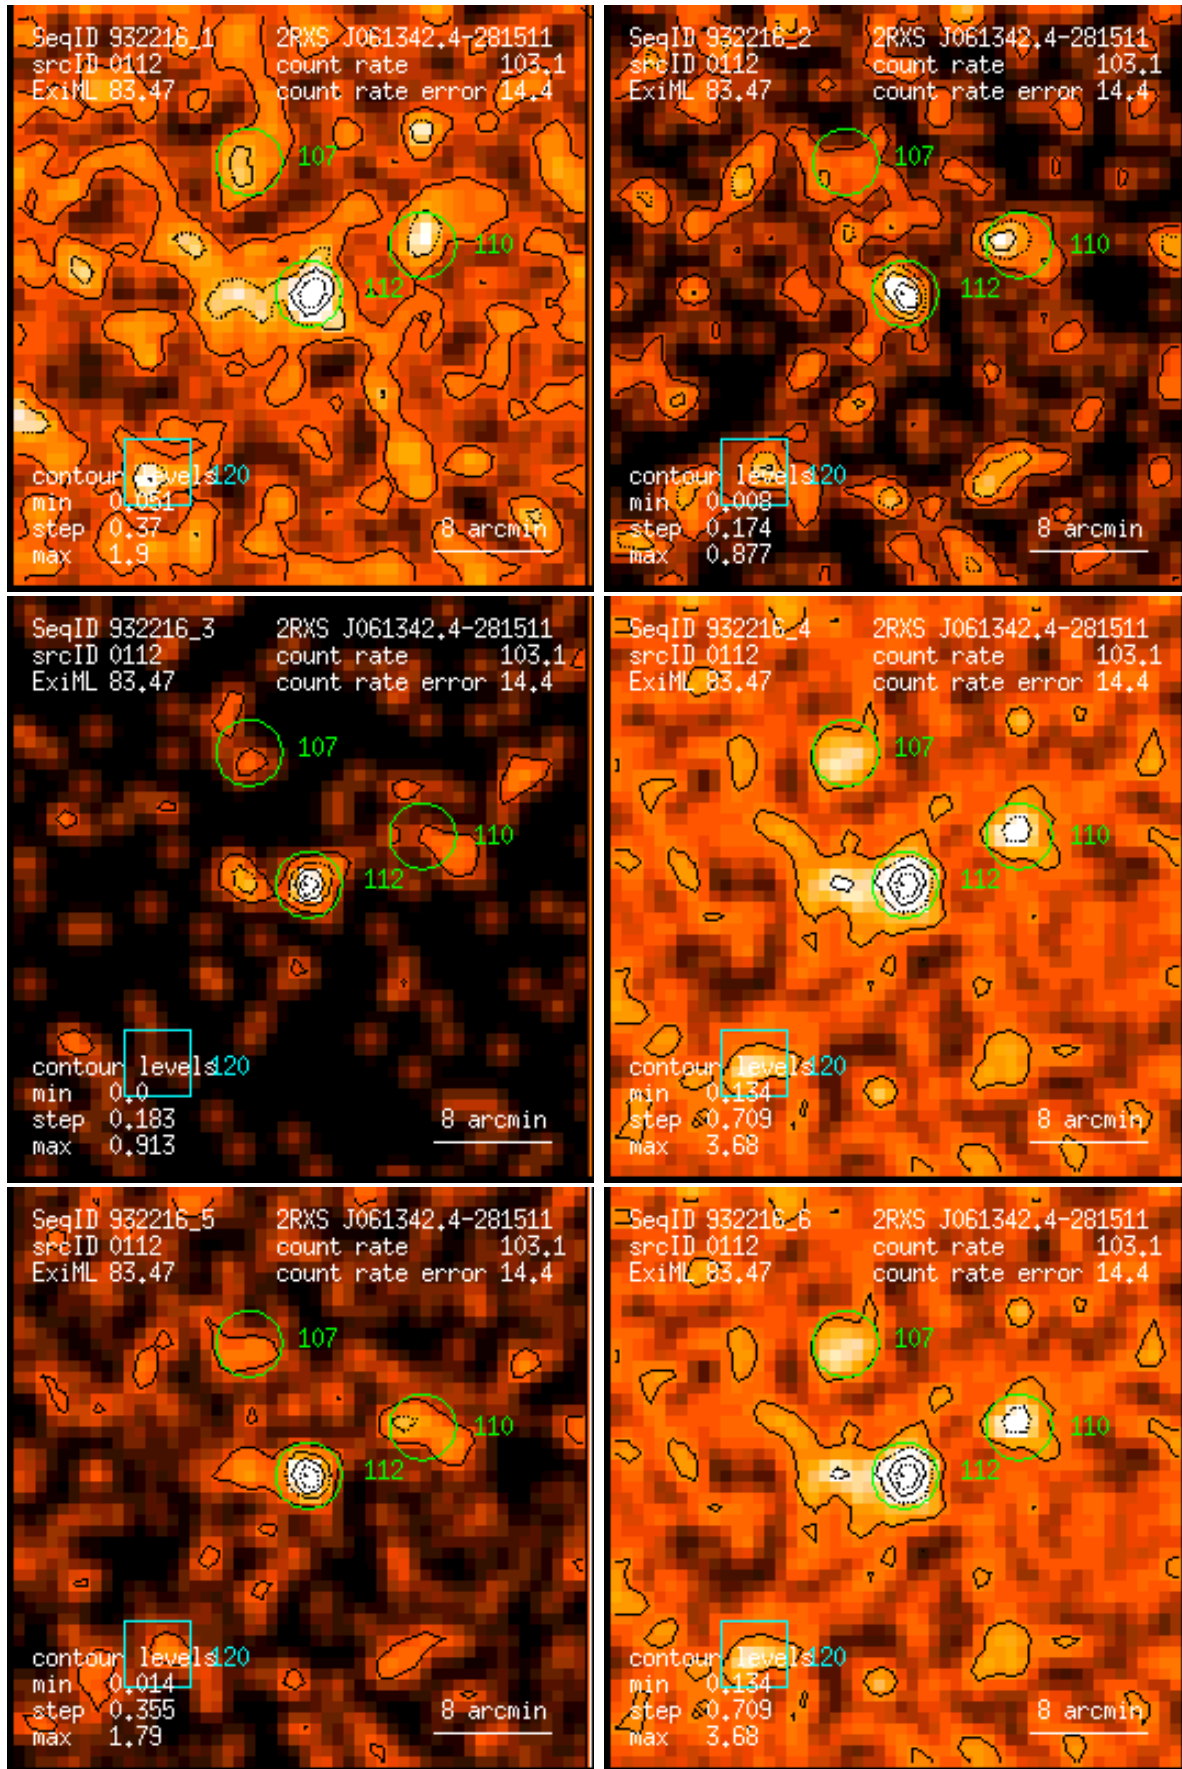 SeqID 932216_1 2RXS J061342.4-281511
srcID 0112 count rate 103.1
ExiML 83.47 count rate error 14.4
107
110
112
contour levels 120
min 0.051
step 0.37 8 arcmin
max 1.9
SeqID 932216_2 2RXS J061342.4-281511
srcID 0112 count rate 103.1
ExiML 83.47 count rate error 14.4
107
110
112
contour levels 120
min 0.008
step 0.174 8 arcmin
max 0.877
SeqID 932216_3 2RXS J061342.4-281511
srcID 0112 count rate 103.1
ExiML 83.47 count rate error 14.4
107
110
112
contour levels 120
min 0.0
step 0.183 8 arcmin
max 0.913
SeqID 932216_4 2RXS J061342.4-281511
srcID 0112 count rate 103.1
ExiML 83.47 count rate error 14.4
107
110
112
contour levels 120
min 0.134
step 0.709 8 arcmin
max 3.68
SeqID 932216_5 2RXS J061342.4-281511
srcID 0112 count rate 103.1
ExiML 83.47 count rate error 14.4
107
110
112
contour levels 120
min 0.014
step 0.355 8 arcmin
max 1.79
SeqID 932216_6 2RXS J061342.4-281511
srcID 0112 count rate 103.1
ExiML 83.47 count rate error 14.4
107
110
112
contour levels 120
min 0.134
step 0.709 8 arcmin
max 3.68